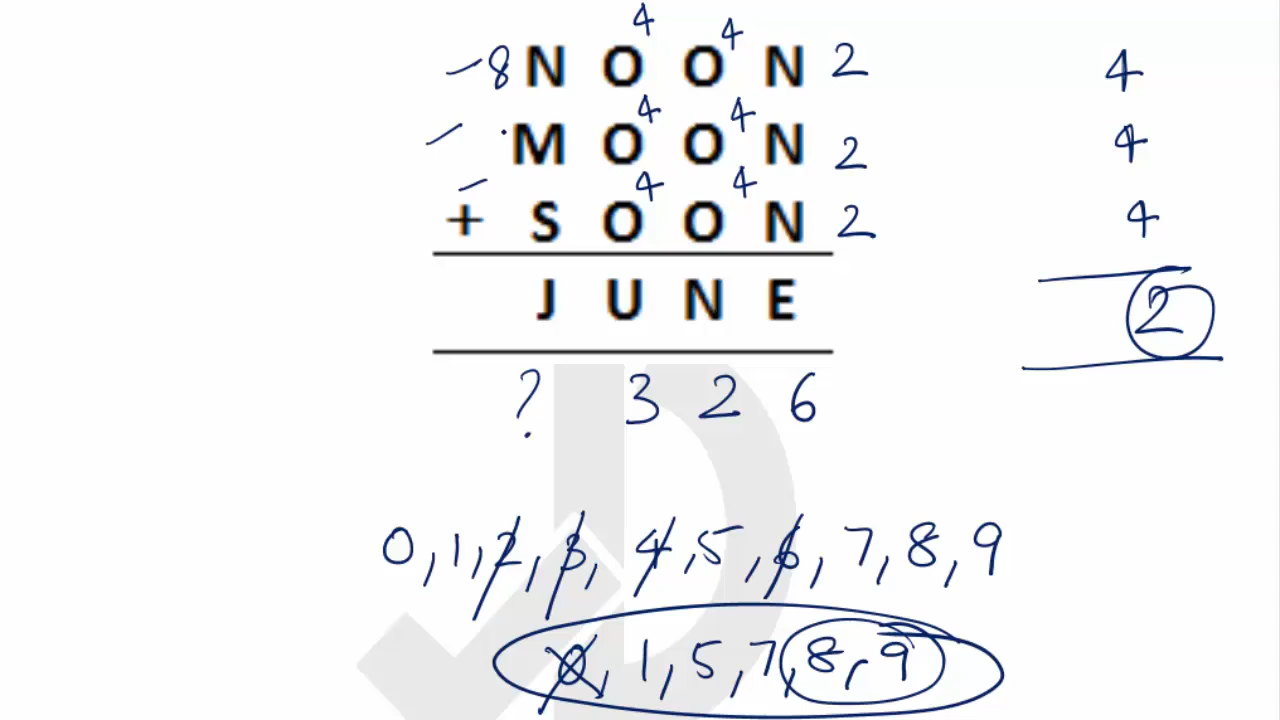 4 4
-8 N O O N 2 4
4 4
- M O O N 2 4
4 4
- + S O O N 2 4
J U N E 2
? 3 2 6
0, 1, 2, 3, 4, 5, 6, 7, 8, 9
0, 1, 5, 7, 8, 9